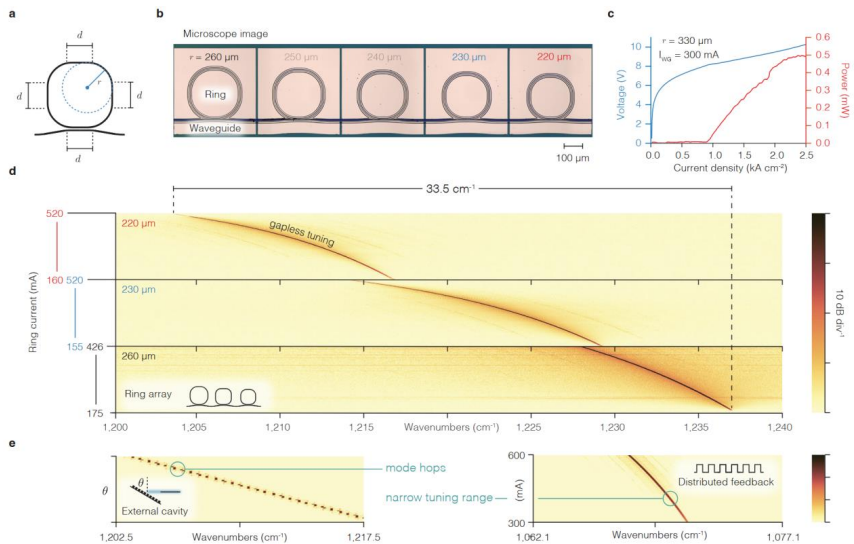 a
d
r
d
d
d
b
Microscope image
r = 260 μm
250 μm
240 μm
230 μm
220 μm
Ring
Waveguide
100 μm
c
r = 330 μm
I_WG = 300 mA
Voltage (V)
10
8
6
4
2
0
Power (mW)
0.6
0.5
0.4
0.3
0.2
0.1
0.0
0.0
0.5
1.0
1.5
2.0
2.5
Current density (kA cm⁻²)
d
33.5 cm⁻¹
Ring current (mA)
520
220 μm
gapless tuning
160
520
230 μm
155
426
260 μm
Ring array
175
1,200
1,205
1,210
1,215
Wavenumbers (cm⁻¹)
1,225
1,230
1,235
1,240
10 dB div⁻¹
e
θ
θ
External cavity
1,202.5
Wavenumbers (cm⁻¹)
1,217.5
mode hops
narrow tuning range
600
(mA)
300
Distributed feedback
1,062.1
Wavenumbers (cm⁻¹)
1,077.1